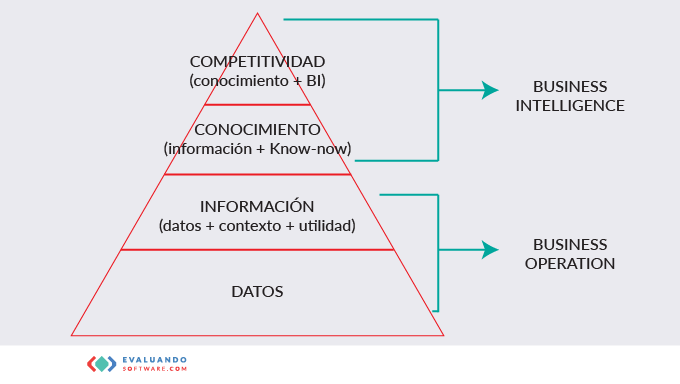 COMPETITIVIDAD
(conocimiento + BI)
CONOCIMIENTO
(información + Know-now)
INFORMACIÓN
(datos + contexto + utilidad)
DATOS
BUSINESS
INTELLIGENCE
BUSINESS
OPERATION
EVALUANDO
SOFTWARE.COM